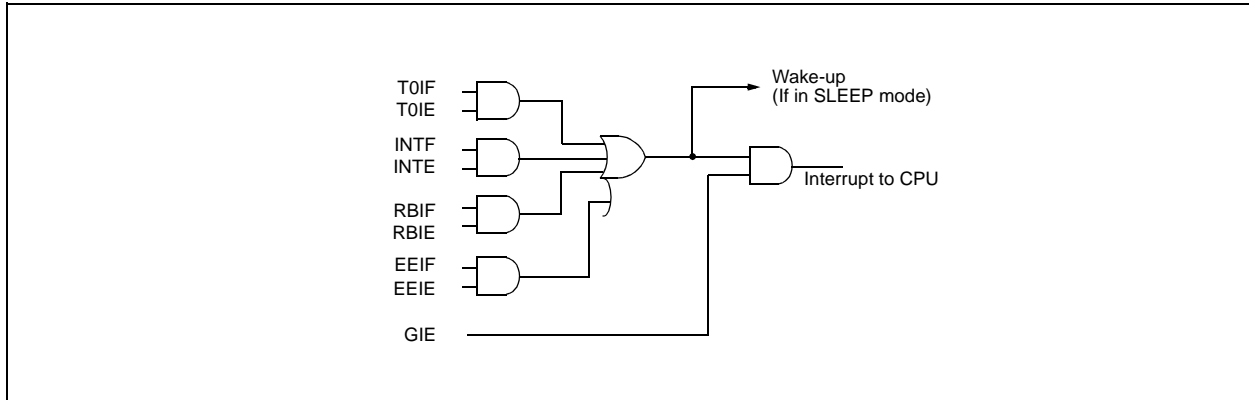 T0IF
T0IE
INTF
INTE
RBIF
RBIE
EEIF
EEIE
GIE
Wake-up
(If in SLEEP mode)
Interrupt to CPU